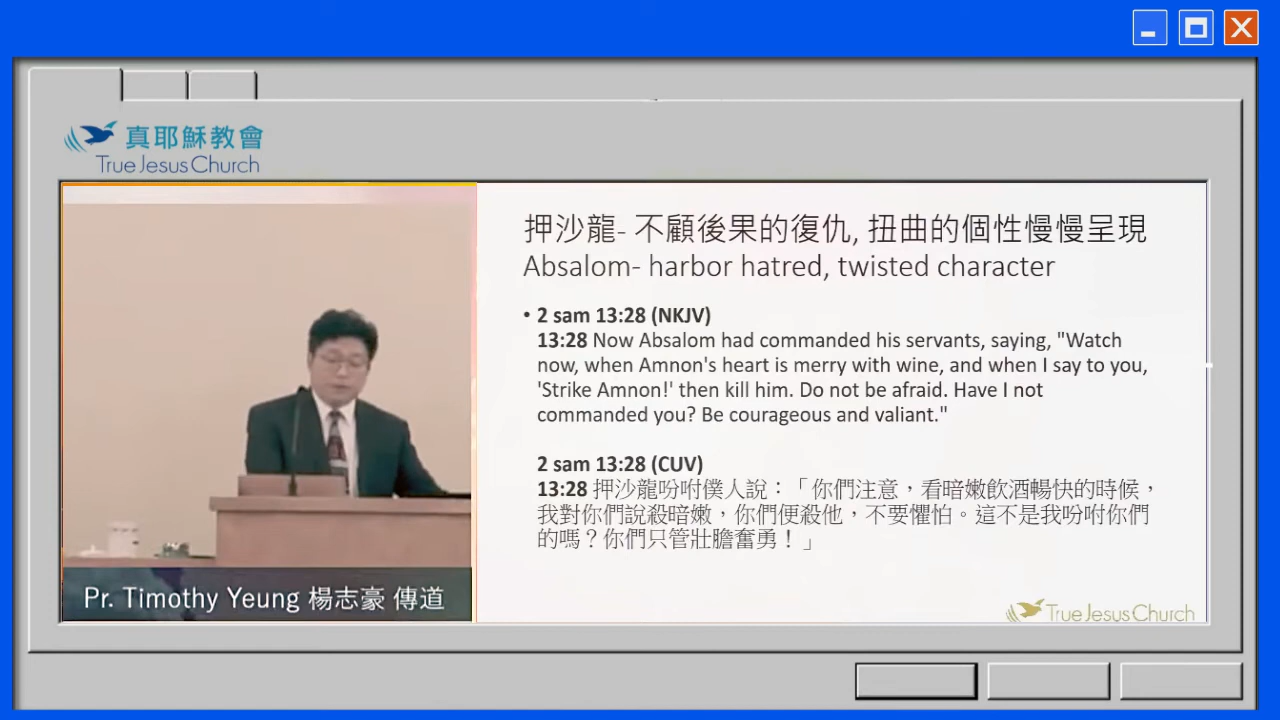 真耶穌教會
True Jesus Church
押沙龍- 不顧後果的復仇, 扭曲的個性慢慢呈現
Absalom- harbor hatred, twisted character
• 2 sam 13:28 (NKJV)
13:28 Now Absalom had commanded his servants, saying, "Watch
now, when Amnon's heart is merry with wine, and when I say to you,
'Strike Amnon!' then kill him. Do not be afraid. Have I not
commanded you? Be courageous and valiant."
2 sam 13:28 (CUV)
13:28 押沙龍吩咐僕人說：「你們注意，看暗嫩飲酒暢快的時候，
我對你們說殺暗嫩，你們便殺他，不要懼怕。這不是我吩咐你們
的嗎？你們只管壯膽奮勇！」
Pr. Timothy Yeung 楊志豪 傳道
True Jesus Church